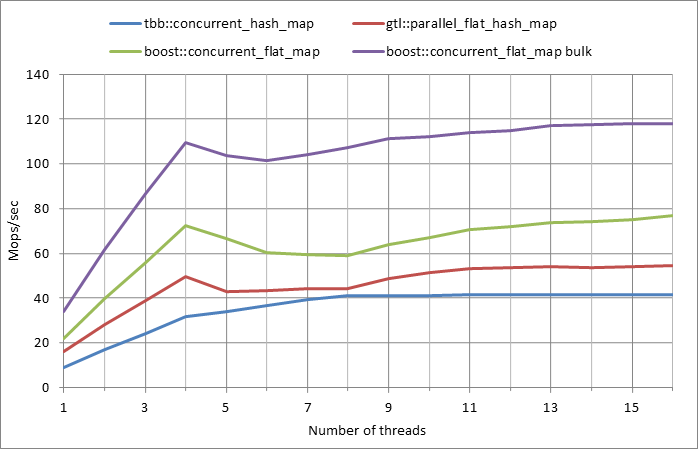 tbb::concurrent_hash_map gtl::parallel_flat_hash_map
boost::concurrent_flat_map boost::concurrent_flat_map bulk
140
120
100
80
60
40
20
0
Mops/sec
1 3 5 7 9 11 13 15
Number of threads